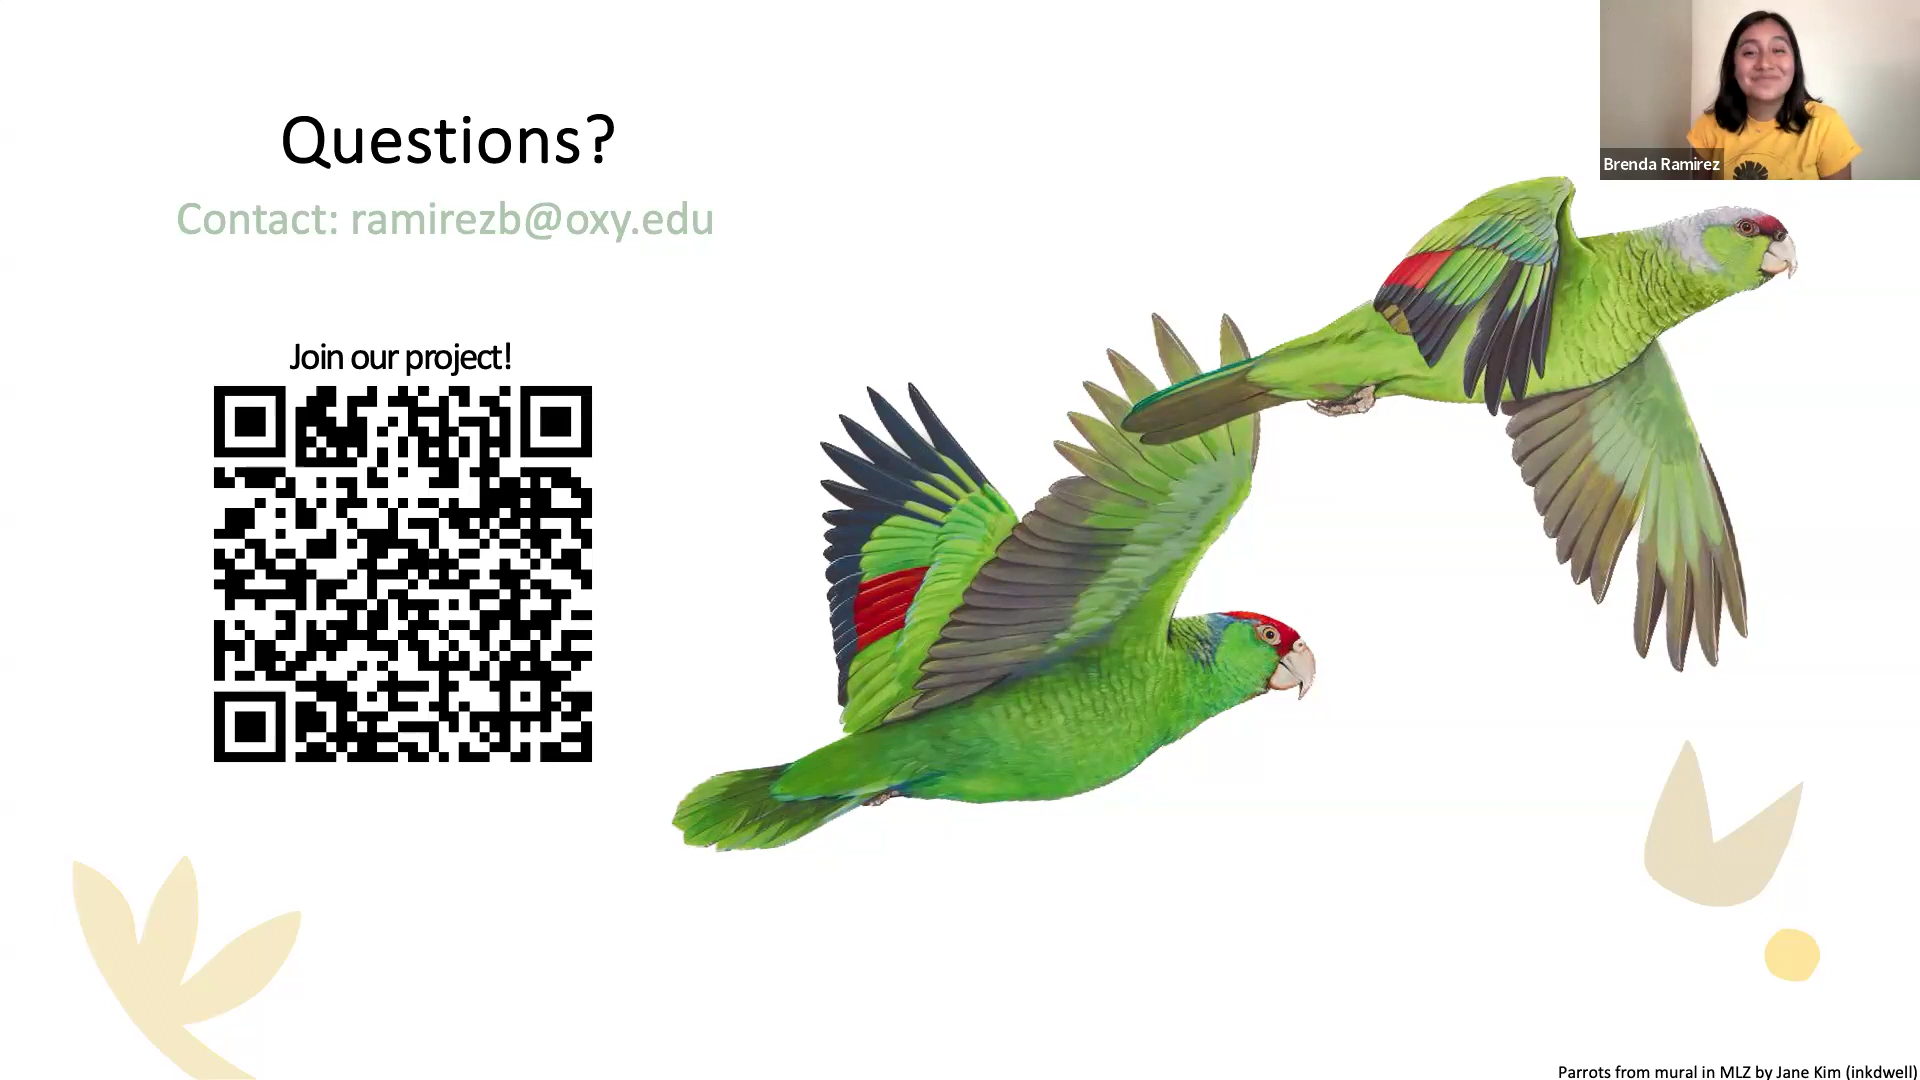 Questions?
Contact: ramirezb@oxy.edu
Join our project!
Brenda Ramirez
Parrots from mural in MLZ by Jane Kim (inkdwell)